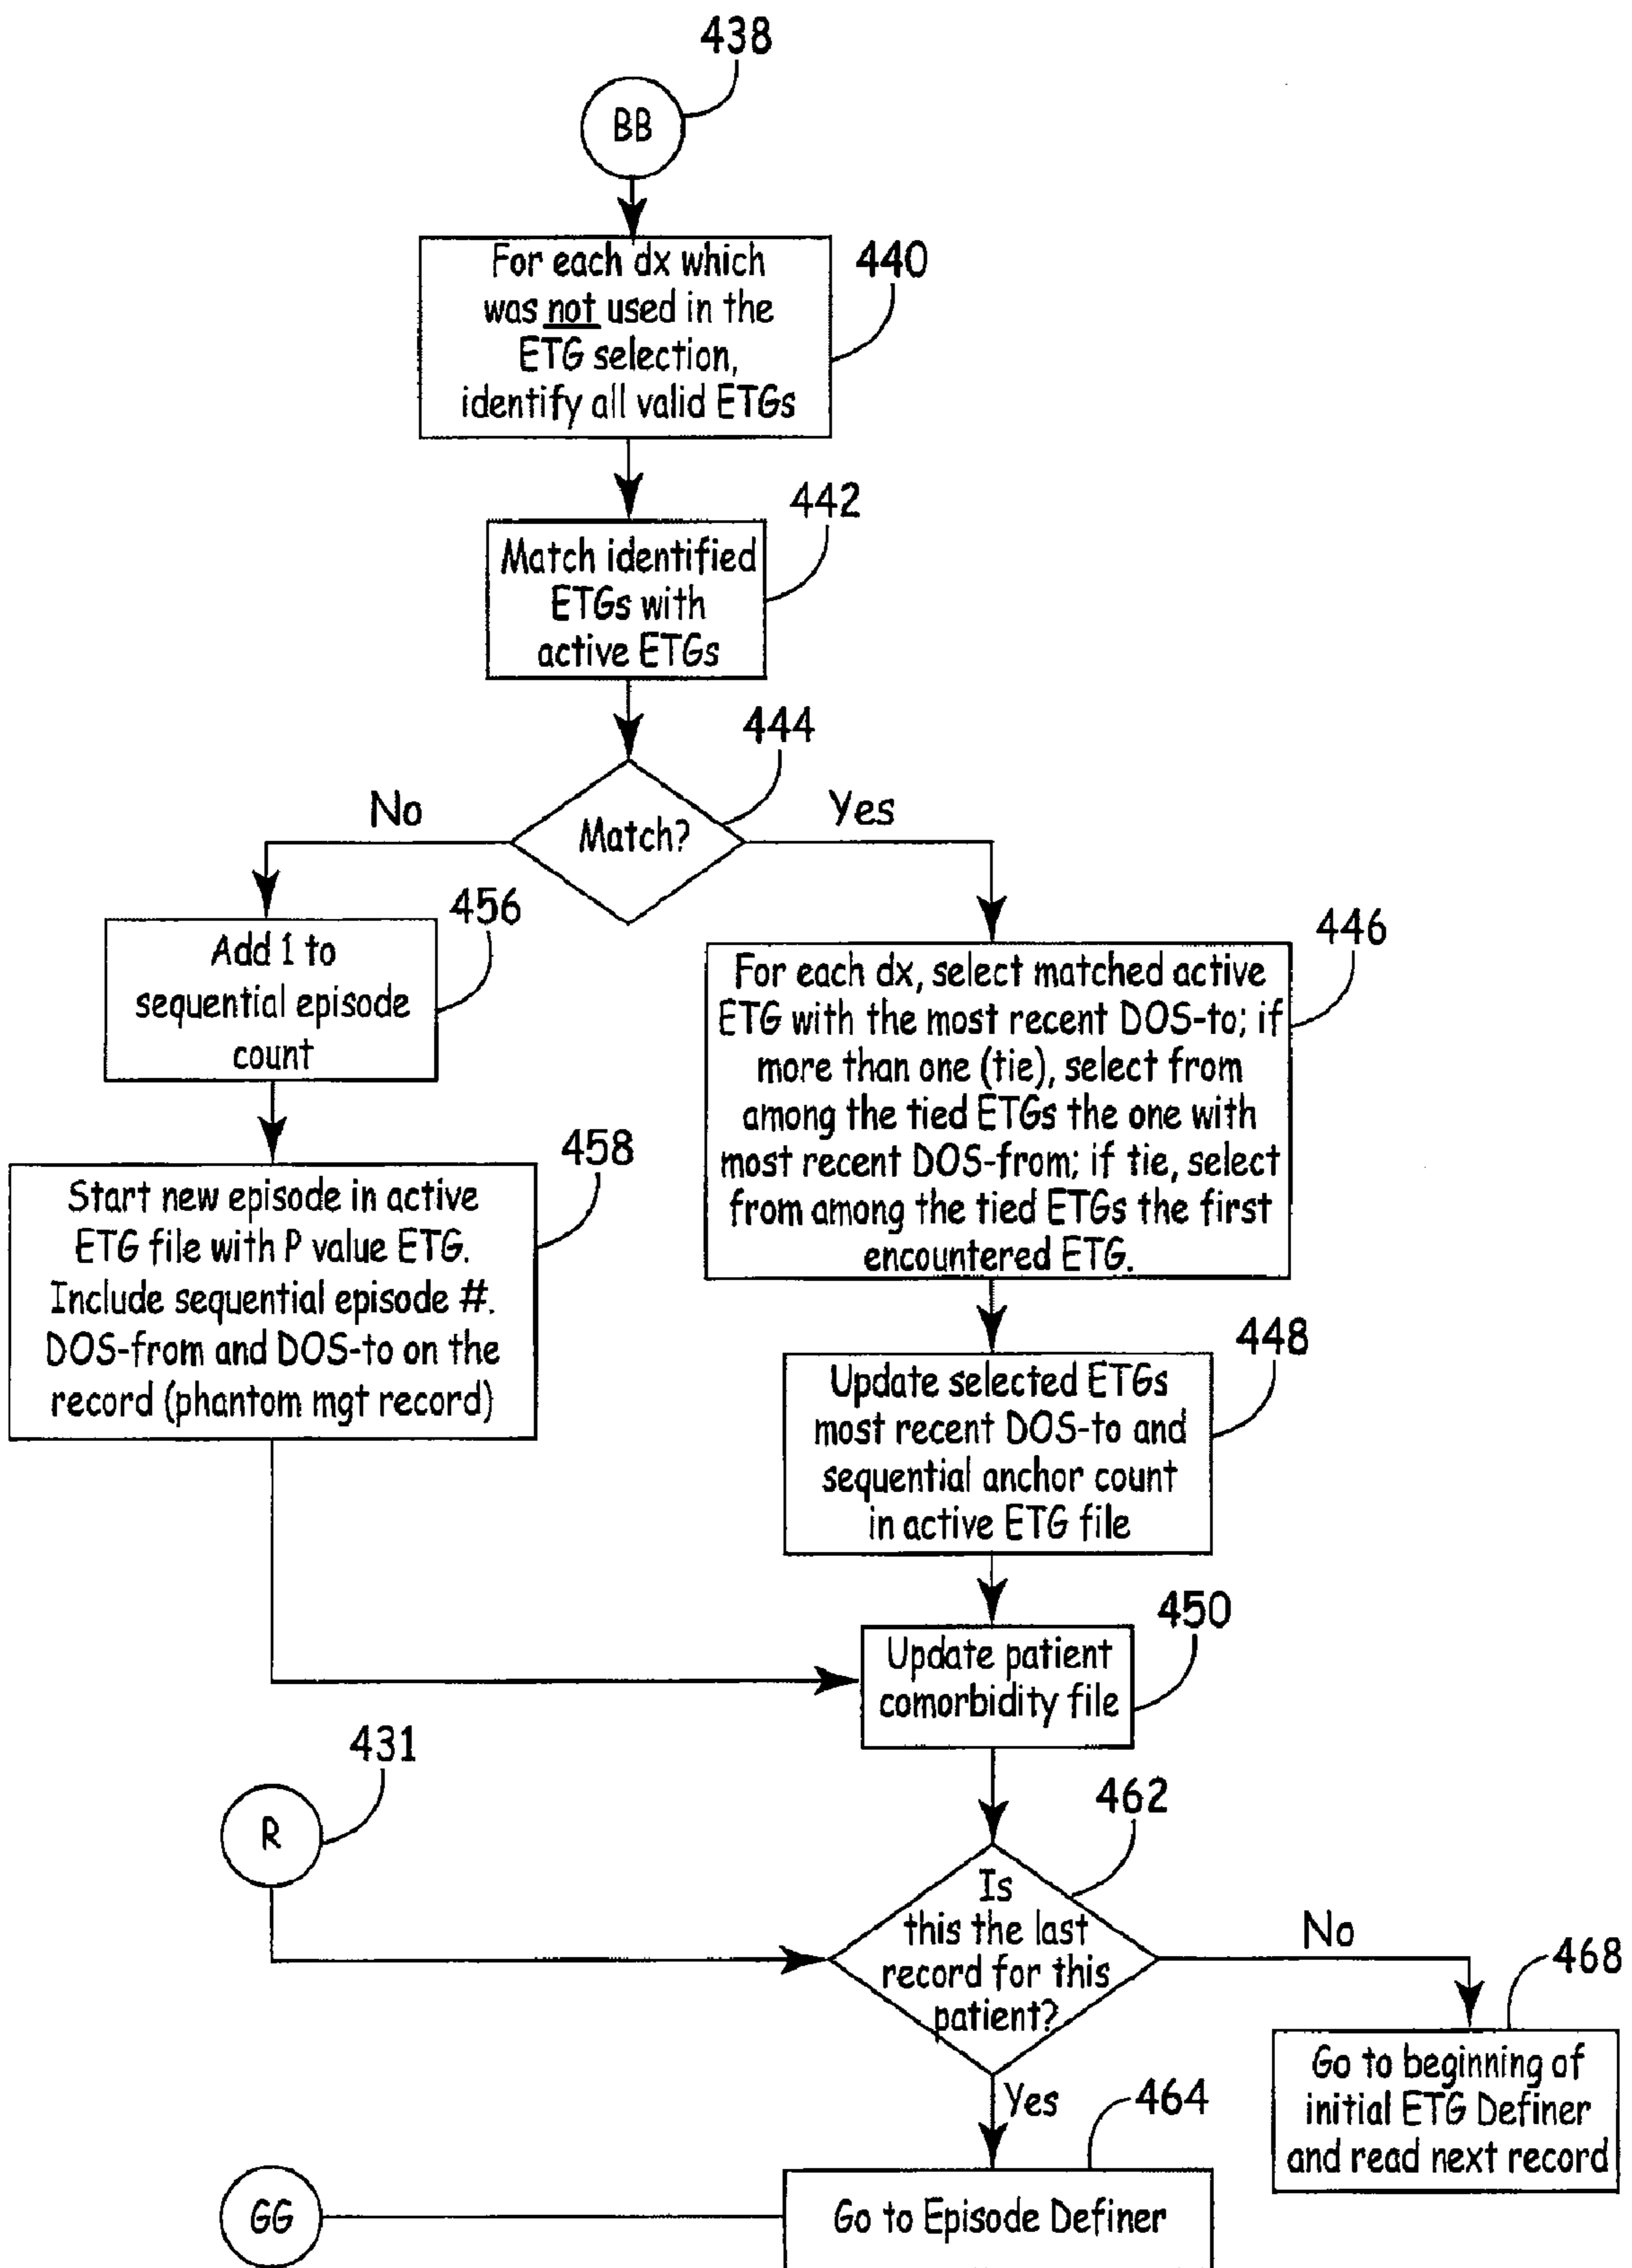 438
BB
For each dx which
was not used in the
ETG selection,
identify all valid ETGs
440
Match identified
ETGs with
active ETGs
442
444
Match?
No
Yes
456
Add 1 to
sequential episode
count
446
For each dx, select matched active
ETG with the most recent DOS-to; if
more than one (tie), select from
among the tied ETGs the one with
most recent DOS-from; if tie, select
from among the tied ETGs the first
encountered ETG.
458
Start new episode in active
ETG file with P value ETG.
Include sequential episode #.
DOS-from and DOS-to on the
record (phantom mgt record)
448
Update selected ETGs
most recent DOS-to and
sequential anchor count
in active ETG file
450
Update patient
comorbidity file
431
R
462
Is
this the last
record for this
patient?
No
468
Go to beginning of
initial ETG Definer
and read next record
Yes
464
GG
Go to Episode Definer